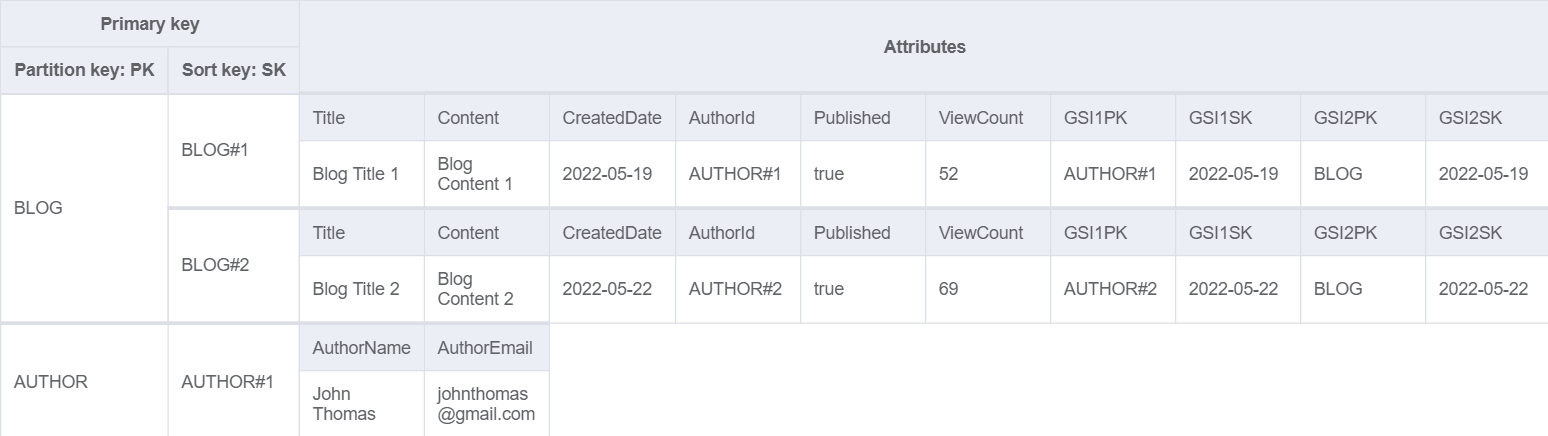 Primary key
Attributes
Partition key: PK Sort key: SK
Title Content CreatedDate AuthorId Published ViewCount GSI1PK GSI1SK GSI2PK GSI2SK
BLOG#1
Blog Title 1 Blog Content 1 2022-05-19 AUTHOR#1 true 52 AUTHOR#1 2022-05-19 BLOG 2022-05-19
BLOG
Title Content CreatedDate AuthorId Published ViewCount GSI1PK GSI1SK GSI2PK GSI2SK
BLOG#2
Blog Title 2 Blog Content 2 2022-05-22 AUTHOR#2 true 69 AUTHOR#2 2022-05-22 BLOG 2022-05-22
AuthorName AuthorEmail
AUTHOR AUTHOR#1
John Thomas johnthomas@gmail.com